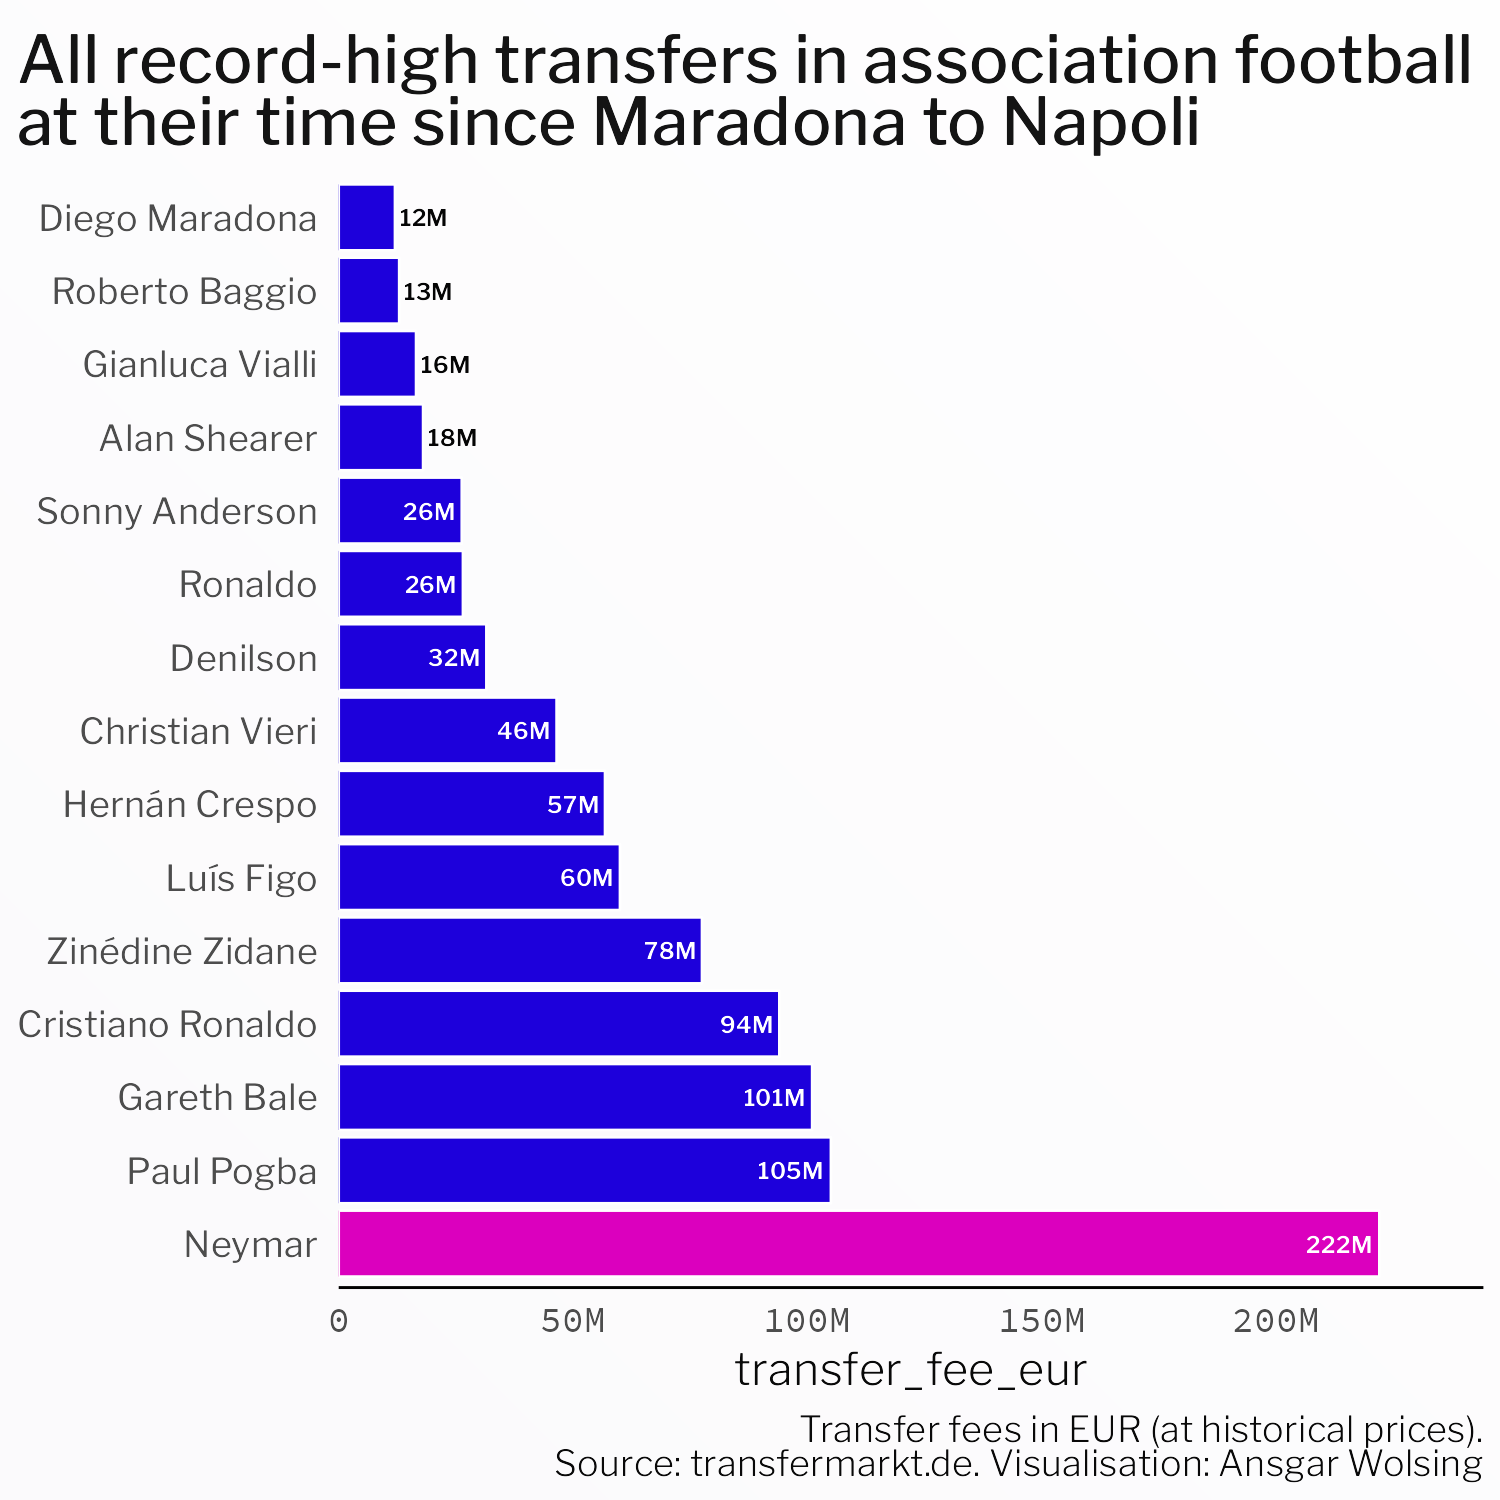 All record-high transfers in association football
at their time since Maradona to Napoli
Diego Maradona 12M
Roberto Baggio 13M
Gianluca Vialli 16M
Alan Shearer 18M
Sonny Anderson 26M
Ronaldo 26M
Denilson 32M
Christian Vieri 46M
Hernán Crespo 57M
Luís Figo 60M
Zinédine Zidane 78M
Cristiano Ronaldo 94M
Gareth Bale 101M
Paul Pogba 105M
Neymar 222M
0 50M 100M 150M 200M
transfer_fee_eur
Transfer fees in EUR (at historical prices).
Source: transfermarkt.de. Visualisation: Ansgar Wolsing